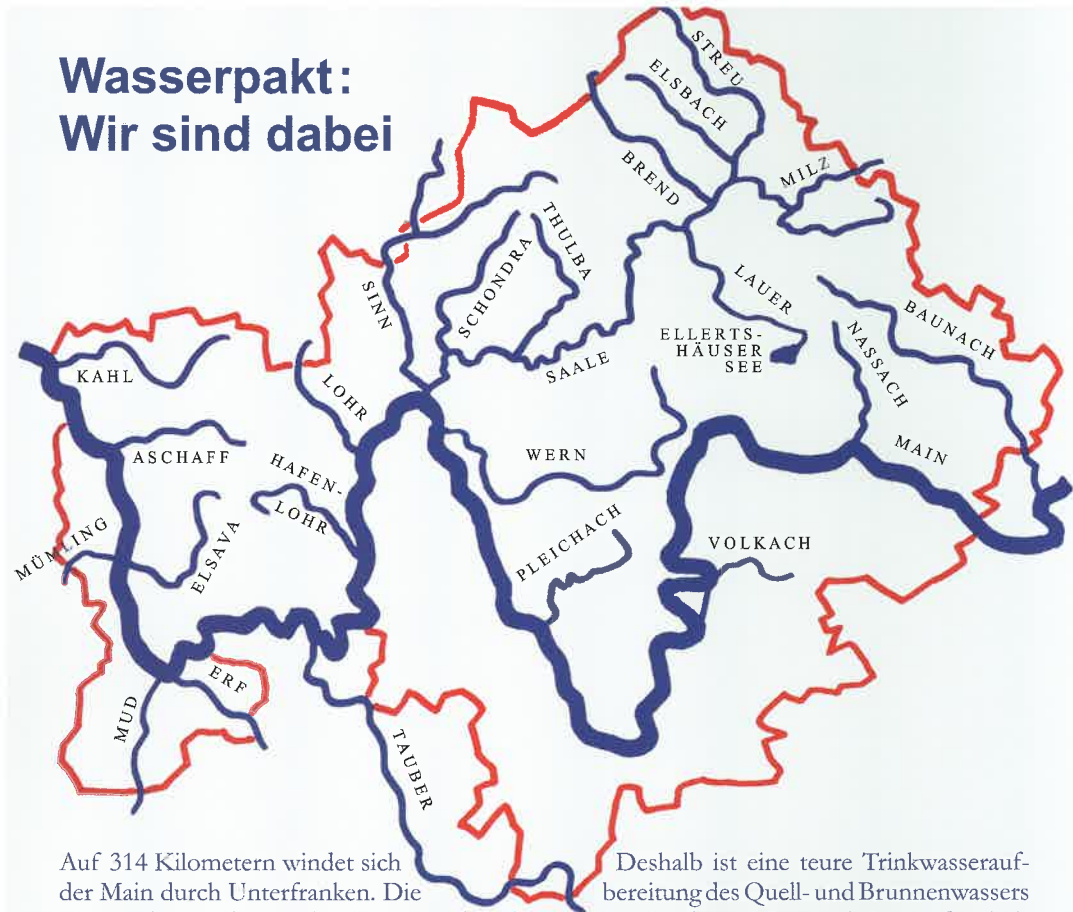 Wasserpakt:
Wir sind dabei
STREU
ELSBACH
BREND
MILZ
THULBA
SCHONDRA
SINN
LAUER
BAUNACH
NASSACH
ELLERTS-
HÄUSER
SEE
SAALE
KAHL
LOHR
ASCHAFF
HAFEN-
LOHR
WERN
MAIN
MÜMLING
ELSAVA
PLEICHACH
VOLKACH
ERF
MUD
TAUBER
Auf 314 Kilometern windet sich
der Main durch Unterfranken. Die
Deshalb ist eine teure Trinkwasserauf-
bereitung des Quell- und Brunnenwassers